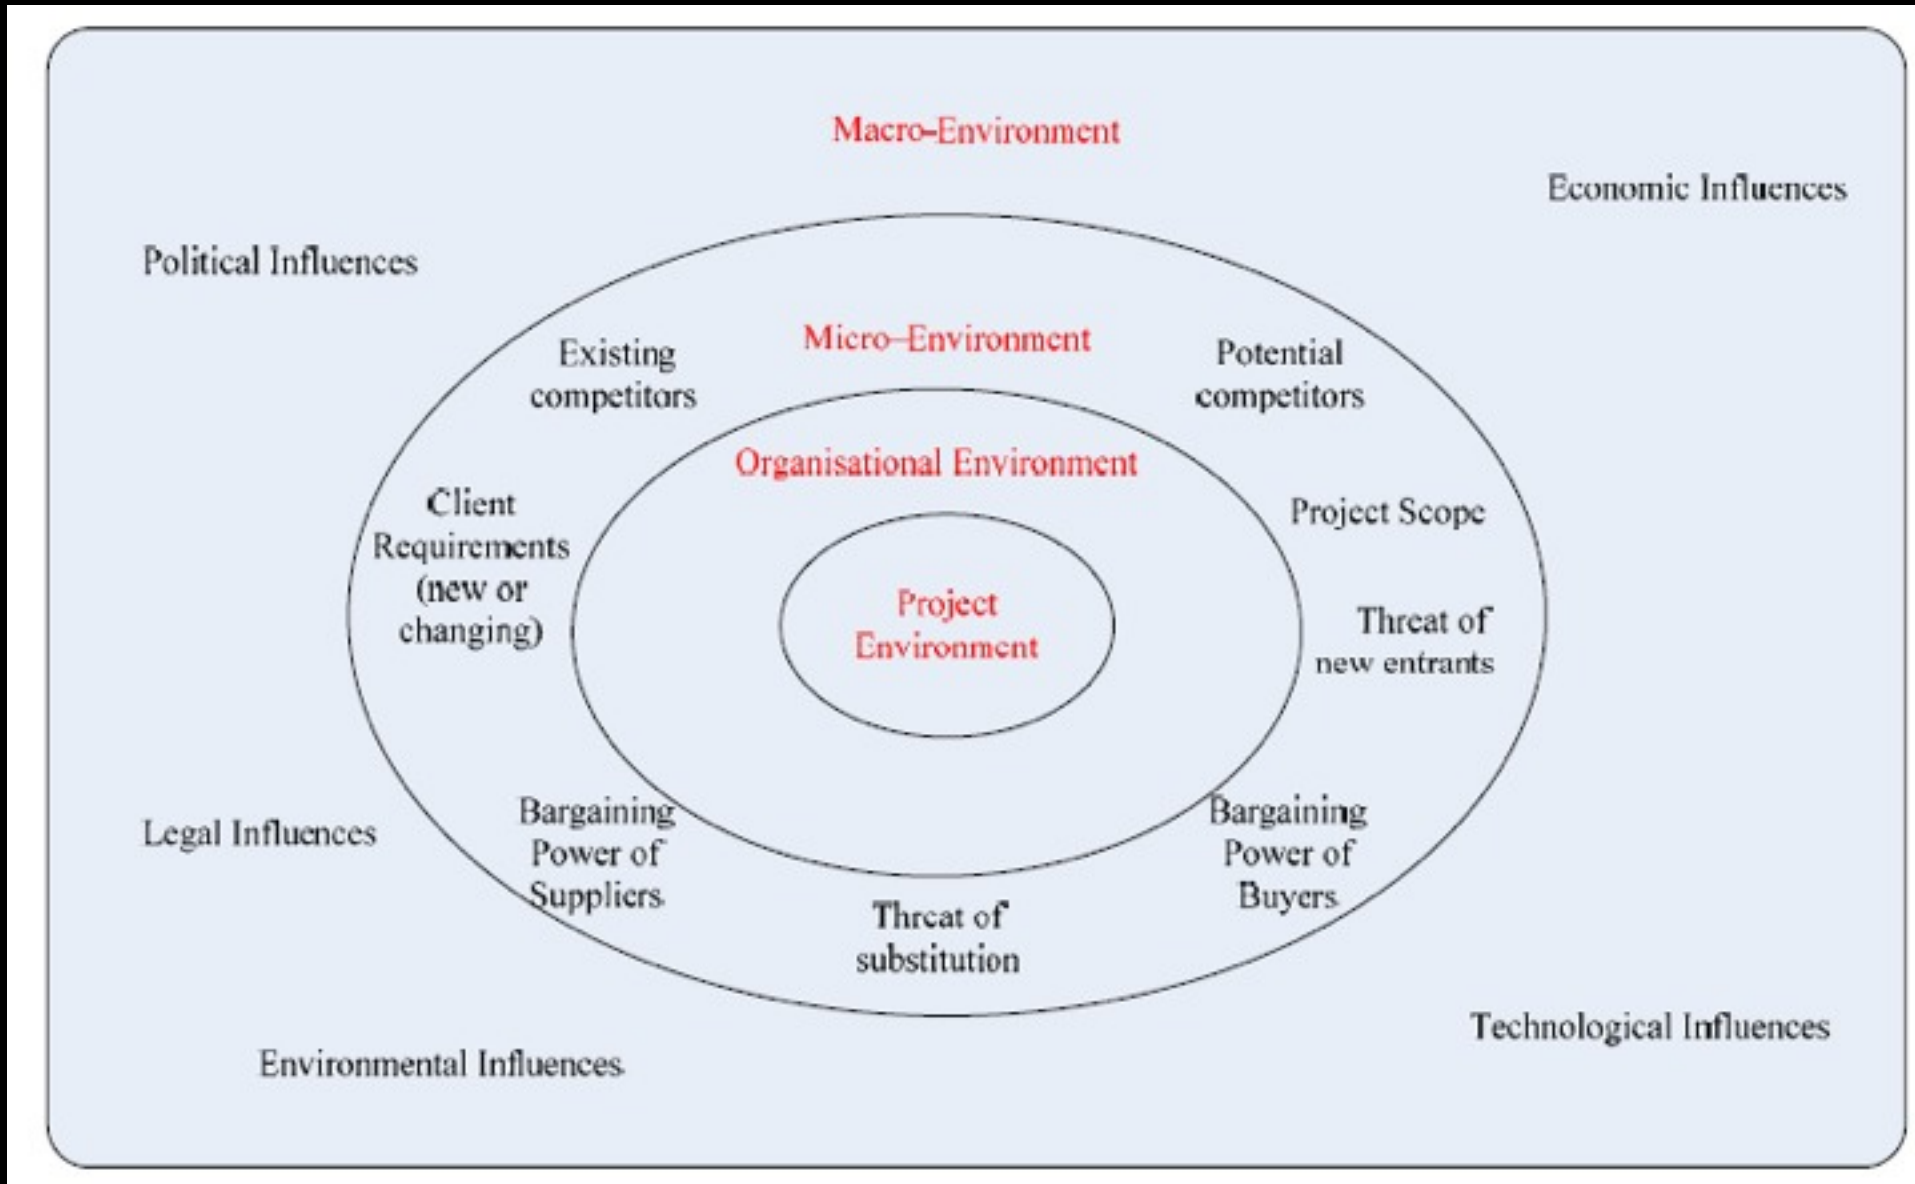 Macro-Environment
Economic Influences
Political Influences
Micro-Environment
Existing
competitors
Potential
competitors
Organisational Environment
Client
Requirements
(new or
changing)
Project Scope
Project
Environment
Threat of
new entrants
Bargaining
Power of
Suppliers
Bargaining
Power of
Buyers
Legal Influences
Threat of
substitution
Technological Influences
Environmental Influences